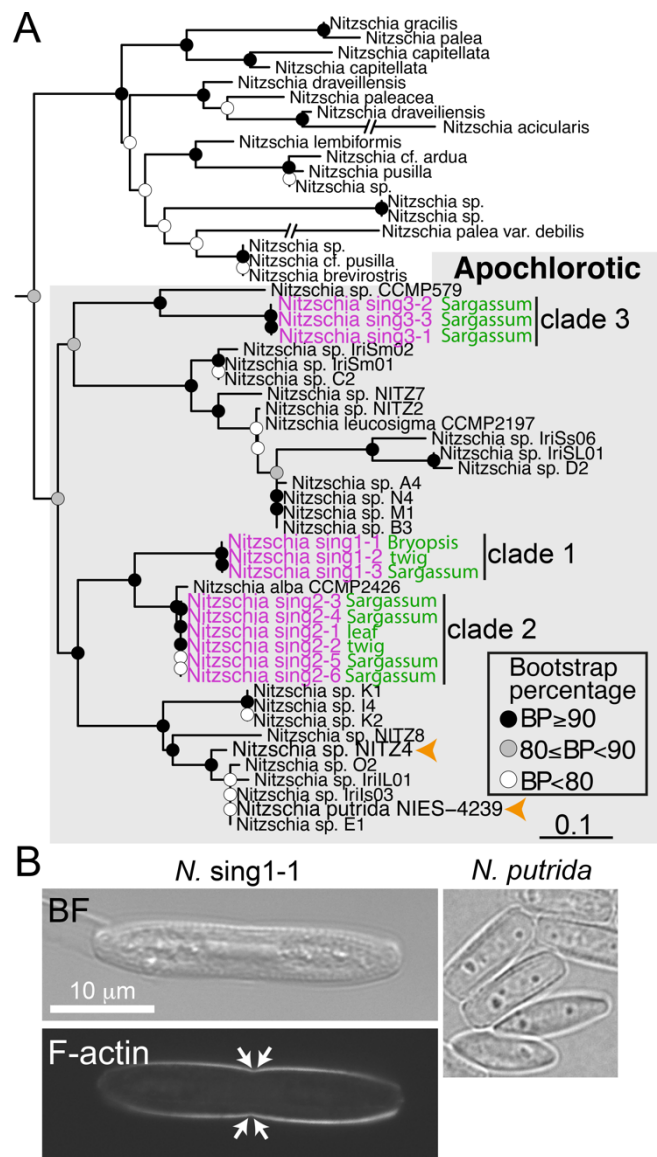 A
Nitzschia gracilis
Nitzschia palea
Nitzschia capitellata
Nitzschia capitellata
Nitzschia draveillensis
Nitzschia paleacea
Nitzschia draveiliensis
Nitzschia acicularis
Nitzschia lembiformis
Nitzschia cf. ardua
Nitzschia pusilla
Nitzschia sp.
Nitzschia sp.
Nitzschia sp.
Nitzschia palea var. debilis
Nitzschia sp.
Nitzschia cf. pusilla
Nitzschia brevirostris
Apochlorotic
Nitzschia sp. CCMP579
Nitzschia sing3-2 Sargassum
Nitzschia sing3-3 Sargassum
Nitzschia sing3-1 Sargassum
clade 3
Nitzschia sp. IriSm02
Nitzschia sp. IriSm01
Nitzschia sp. C2
Nitzschia sp. NITZ7
Nitzschia sp. NITZ2
Nitzschia leucosigma CCMP2197
Nitzschia sp. IriSs06
Nitzschia sp. IriSL01
Nitzschia sp. D2
Nitzschia sp. A4
Nitzschia sp. N4
Nitzschia sp. M1
Nitzschia sp. B3
Nitzschia sing1-1 Bryopsis
Nitzschia sing1-2 twig
Nitzschia sing1-3 Sargassum
clade 1
Nitzschia alba CCMP2426
Nitzschia sing2-3 Sargassum
Nitzschia sing2-4 Sargassum
Nitzschia sing2-1 leaf
Nitzschia sing2-2 twig
Nitzschia sing2-5 Sargassum
Nitzschia sing2-6 Sargassum
clade 2
Nitzschia sp. K1
Nitzschia sp. I4
Nitzschia sp. K2
Nitzschia sp. NITZ8
Nitzschia sp. NITZ4
Nitzschia sp. O2
Nitzschia sp. IriIL01
Nitzschia sp. IriIs03
Nitzschia putrida NIES−4239
Nitzschia sp. E1
Bootstrap
percentage
BP≥90
80≤BP<90
BP<80
0.1
B
N. sing1-1
N. putrida
BF
10 µm
F-actin